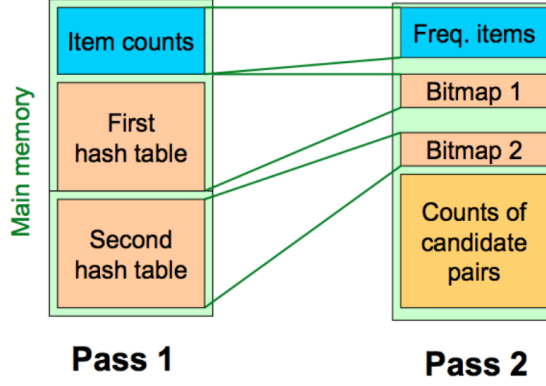 Main memory
Item counts
First
hash table
Second
hash table
Pass 1
Freq. items
Bitmap 1
Bitmap 2
Counts of
candidate
pairs
Pass 2